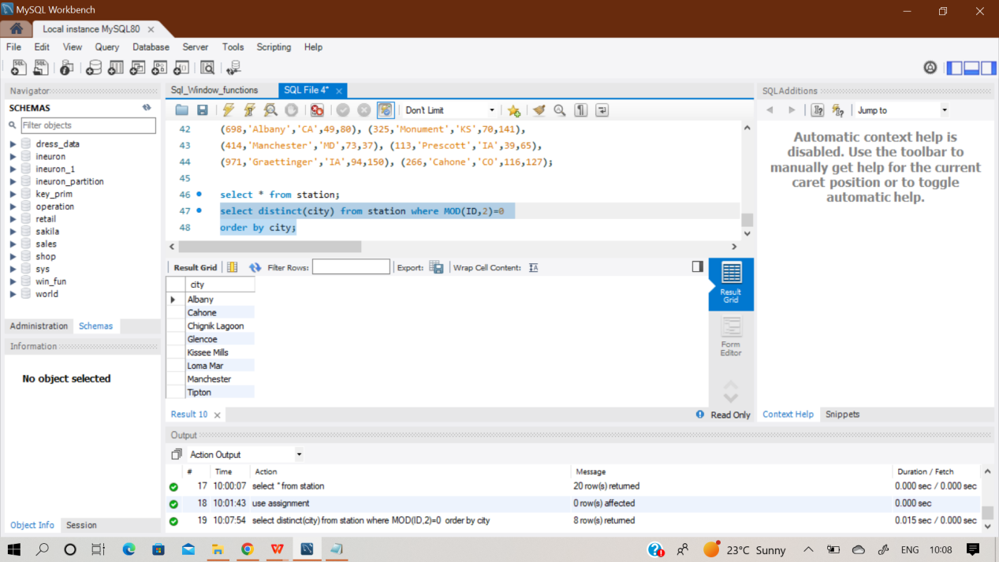 MySQL Workbench
Local instance MySQL80
File Edit View Query Database Server Tools Scripting Help
Navigator
SCHEMAS
Filter objects
dress_data
ineuron
ineuron_1
ineuron_partition
key_prim
operation
retail
sakila
sales
shop
sys
win_fun
world
Administration Schemas
Information
No object selected
Object Info Session
Sql_Window_functions SQL File 4*
Don't Limit
42 (698,'Albany','CA',49,80), (325,'Monument','KS',70,141),
43 (414,'Manchester','MD',73,37), (113,'Prescott','IA',39,65),
44 (971,'Graettinger','IA',94,150), (266,'Cahone','CO',116,127);
45
46 select * from station;
47 select distinct(city) from station where MOD(ID,2)=0
48 order by city;
Result Grid Filter Rows: Export: Wrap Cell Content:
city
Albany
Cahone
Chignik Lagoon
Glencoe
Kissee Mills
Loma Mar
Manchester
Tipton
Result
Grid
Form
Editor
Result 10 Read Only
SQLAdditions
Jump to
Automatic context help is
disabled. Use the toolbar to
manually get help for the current
caret position or to toggle
automatic help.
Context Help Snippets
Output
Action Output
# Time Action Message Duration / Fetch
17 10:00:07 select * from station 20 row(s) returned 0.000 sec / 0.000 sec
18 10:01:43 use assignment 0 row(s) affected 0.000 sec
19 10:07:54 select distinct(city) from station where MOD(ID,2)=0 order by city 8 row(s) returned 0.015 sec / 0.000 sec
23°C Sunny ENG 10:08